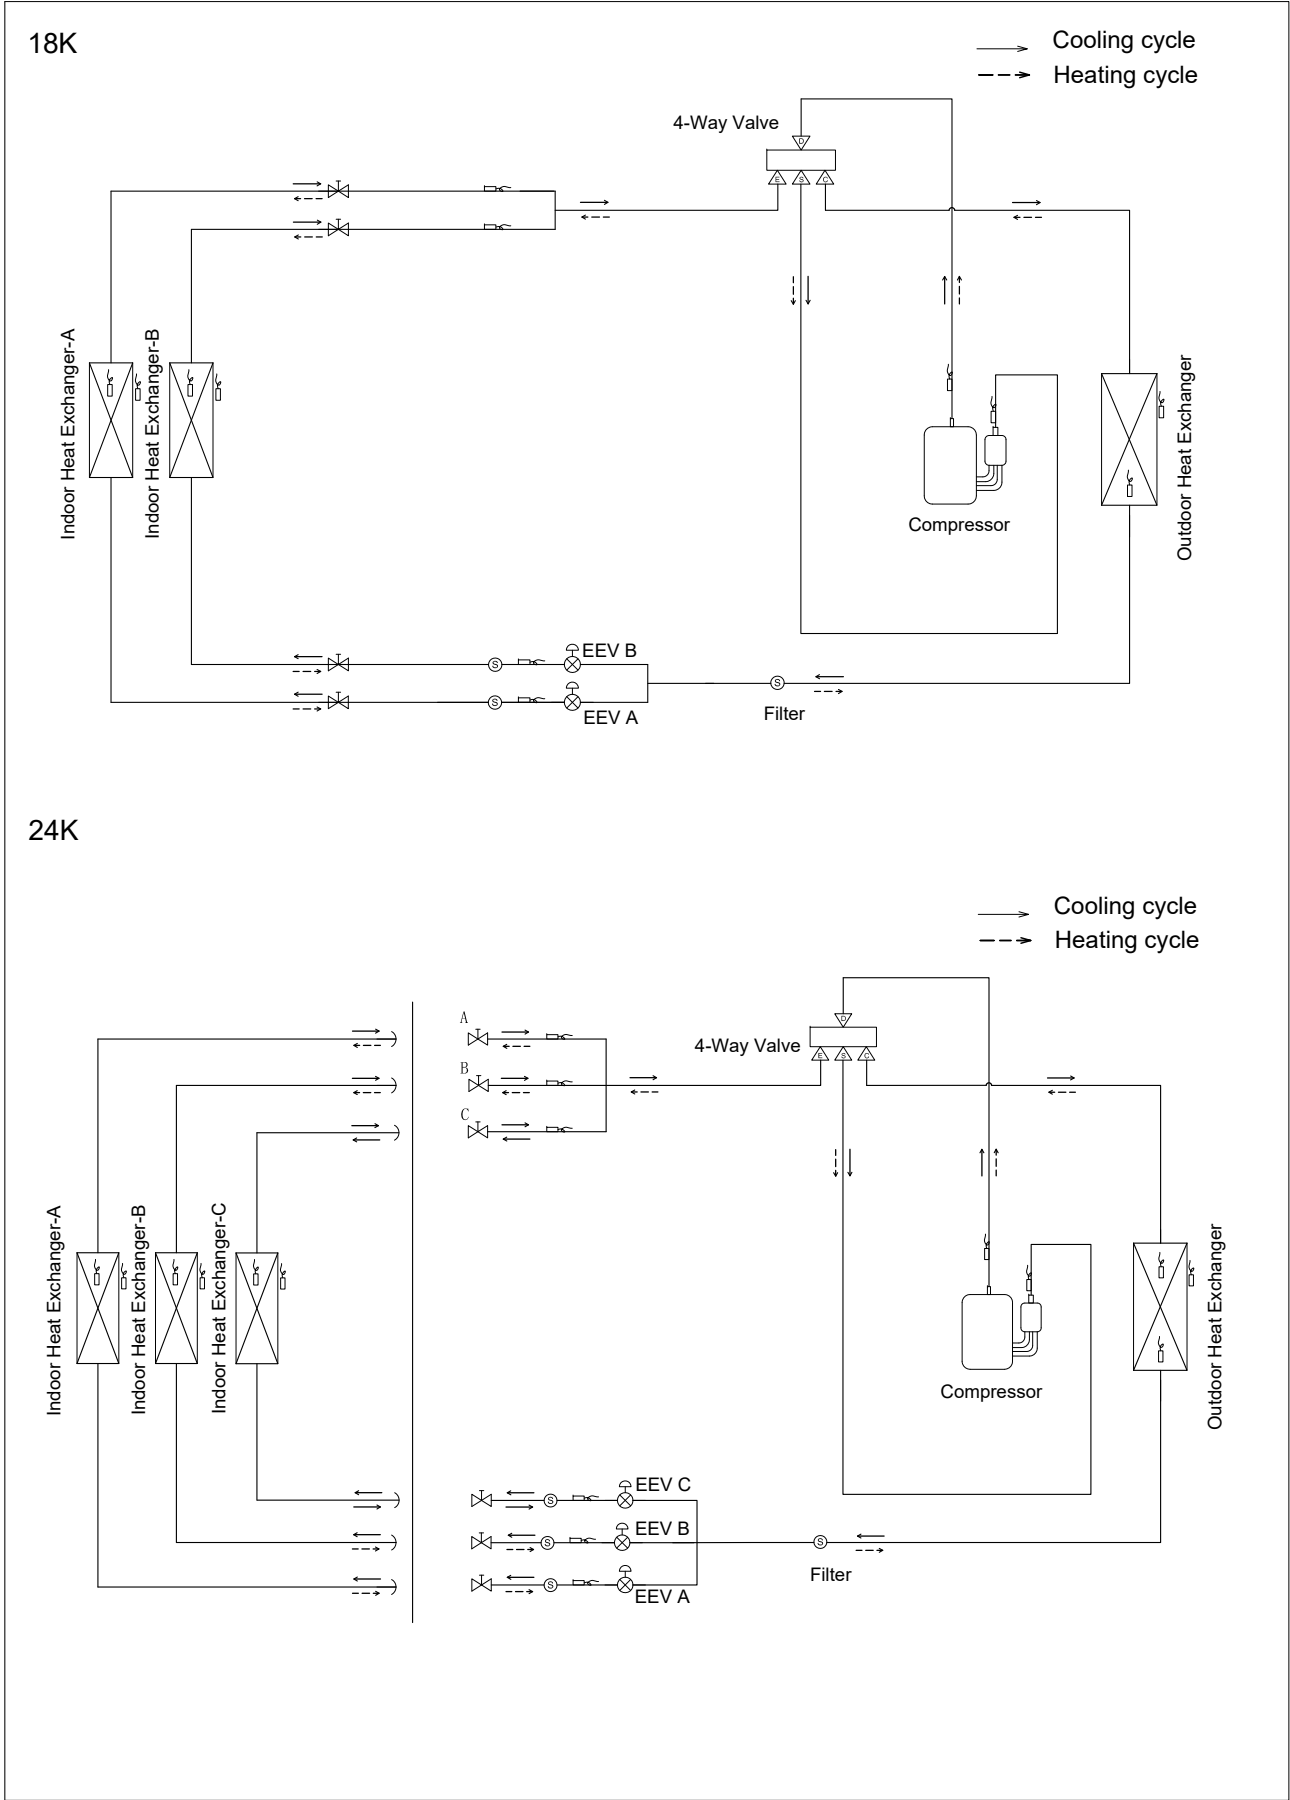 18K
Cooling cycle
Heating cycle
4-Way Valve
D
E
S
C
Indoor Heat Exchanger-A
Indoor Heat Exchanger-B
Outdoor Heat Exchanger
Compressor
S
EEV B
S
EEV A
S
Filter
24K
Cooling cycle
Heating cycle
A
B
C
4-Way Valve
D
E
S
C
Indoor Heat Exchanger-A
Indoor Heat Exchanger-B
Indoor Heat Exchanger-C
Outdoor Heat Exchanger
Compressor
S
EEV C
S
EEV B
S
EEV A
S
Filter